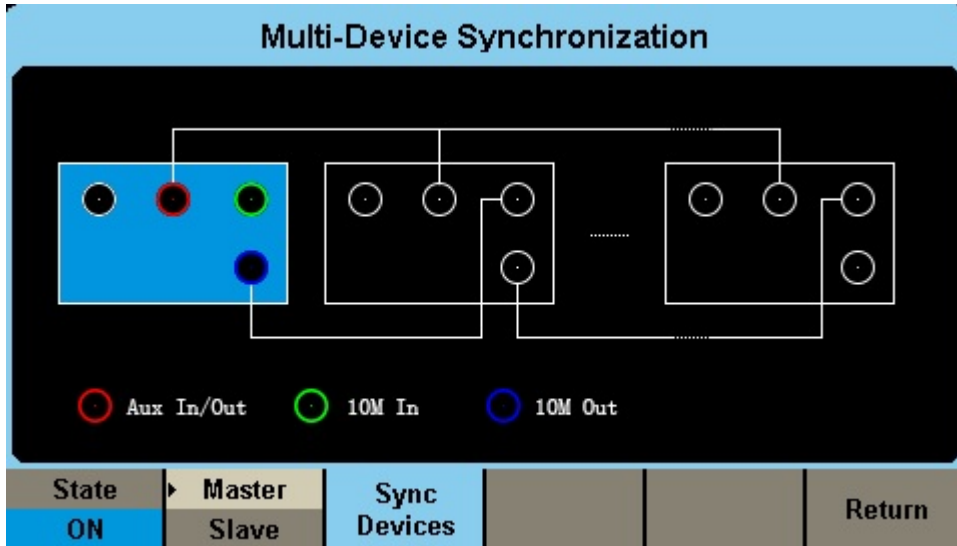 Multi-Device Synchronization
Aux In/Out 10M In 10M Out
State Master Sync Devices Return
ON Slave